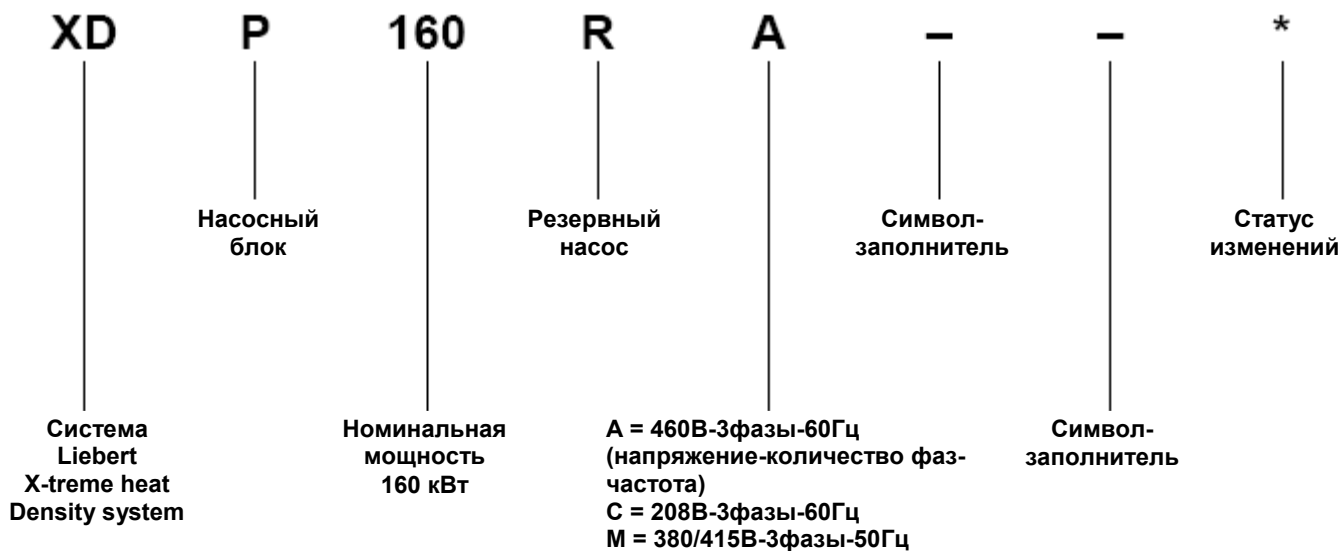 XD P 160 R A – – *
Насосный
блок
Резервный
насос
Символ-
заполнитель
Статус
изменений
Система
Liebert
X-treme heat
Density system
Номинальная
мощность
160 кВт
A = 460В-3фазы-60Гц
(напряжение-количество фаз-
частота)
C = 208В-3фазы-60Гц
M = 380/415В-3фазы-50Гц
Символ-
заполнитель